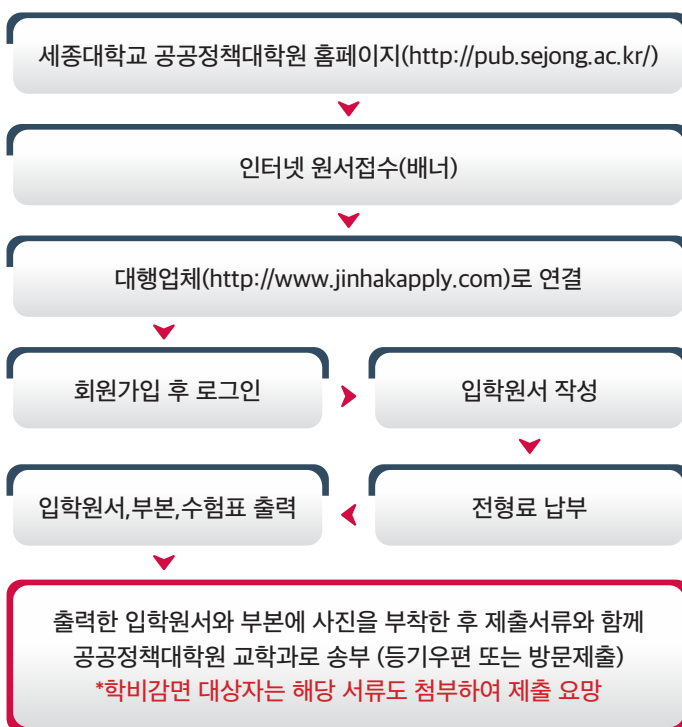 세종대학교 공공정책대학원 홈페이지(http://pub.sejong.ac.kr/)
인터넷 원서접수(배너)
대행업체(http://www.jinhakapply.com)로 연결
회원가입 후 로그인
입학원서 작성
전형료 납부
입학원서,부본,수험표 출력
출력한 입학원서와 부본에 사진을 부착한 후 제출서류와 함께
공공정책대학원 교학과로 송부 (등기우편 또는 방문제출)
*학비감면 대상자는 해당 서류도 첨부하여 제출 요망